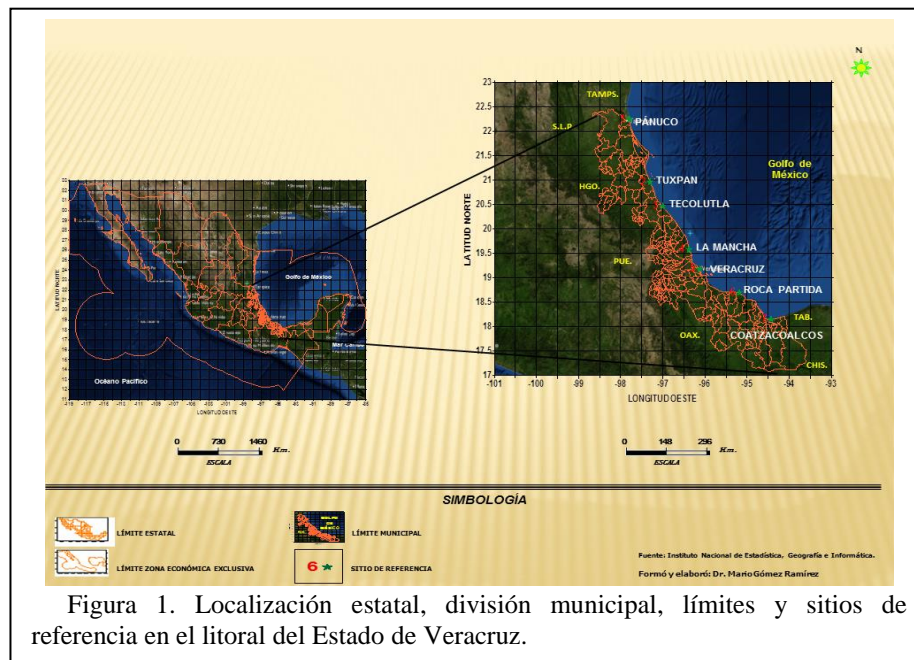 N
23
22.5
22
21.5
21
20.5
20
19.5
19
18.5
18
17.5
17
LATITUD NORTE
TAMPS.
PÁNUCO
S.L.P
TUXPAN
Golfo de
México
HGO.
TECOLUTLA
LA MANCHA
PUE.
VERACRUZ
ROCA PARTIDA
TAB.
OAX.
COATZACOALCOS
CHIS.
-101 -100 -99 -98 -97 -96 -95 -94 -93
LONGITUD OESTE
0 148 296 Km.
ESCALA
LATITUD NORTE
Golfo de México
Océano Pacífico
LONGITUD OESTE
0 730 1460 Km.
ESCALA
SIMBOLOGÍA
LÍMITE ESTATAL
LÍMITE MUNICIPAL
LÍMITE ZONA ECONÓMICA EXCLUSIVA
6 SITIO DE REFERENCIA
Fuente: Instituto Nacional de Estadística, Geografía e Informática.
Formó y elaboró: Dr. Mario Gómez Ramírez
Figura 1. Localización estatal, división municipal, límites y sitios de
referencia en el litoral del Estado de Veracruz.